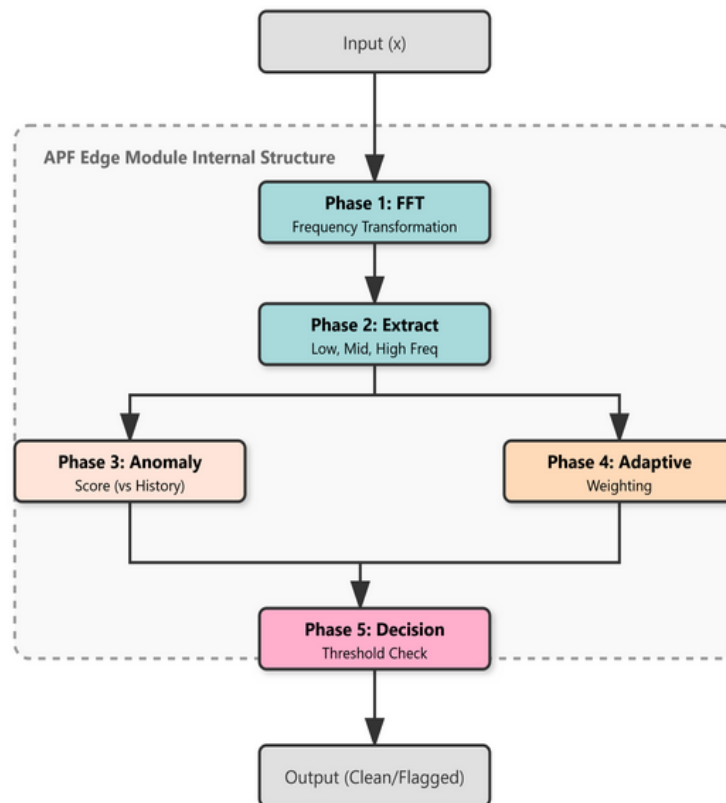 Input (x)
APF Edge Module Internal Structure
Phase 1: FFT
Frequency Transformation
Phase 2: Extract
Low, Mid, High Freq
Phase 3: Anomaly
Score (vs History)
Phase 4: Adaptive
Weighting
Phase 5: Decision
Threshold Check
Output (Clean/Flagged)